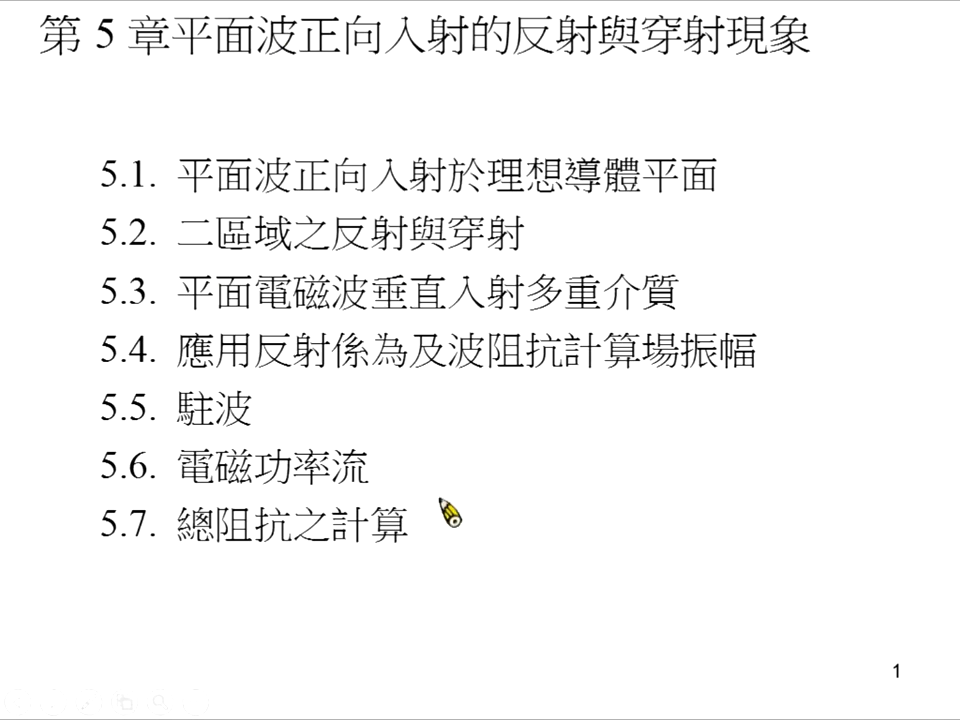 第 5 章平面波正向入射的反射與穿射現象
5.1. 平面波正向入射於理想導體平面
5.2. 二區域之反射與穿射
5.3. 平面電磁波垂直入射多重介質
5.4. 應用反射係為及波阻抗計算場振幅
5.5. 駐波
5.6. 電磁功率流
5.7. 總阻抗之計算
1